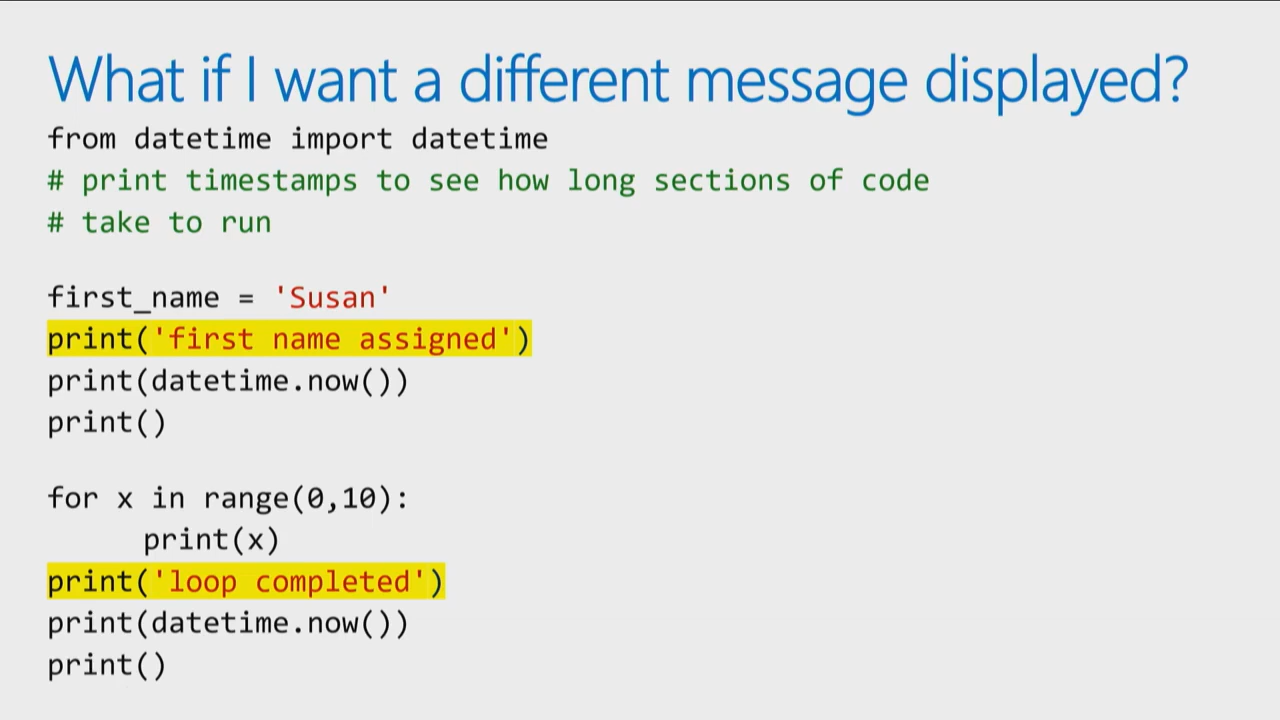 What if I want a different message displayed?
from datetime import datetime
# print timestamps to see how long sections of code
# take to run
first_name = 'Susan'
print('first name assigned')
print(datetime.now())
print()
for x in range(0,10):
print(x)
print('loop completed')
print(datetime.now())
print()